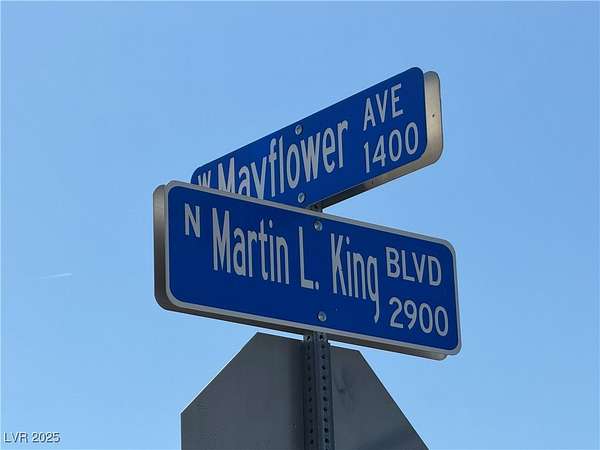 W Mayflower AVE
1400
N Martin L. King BLVD
2900
LVR 2025